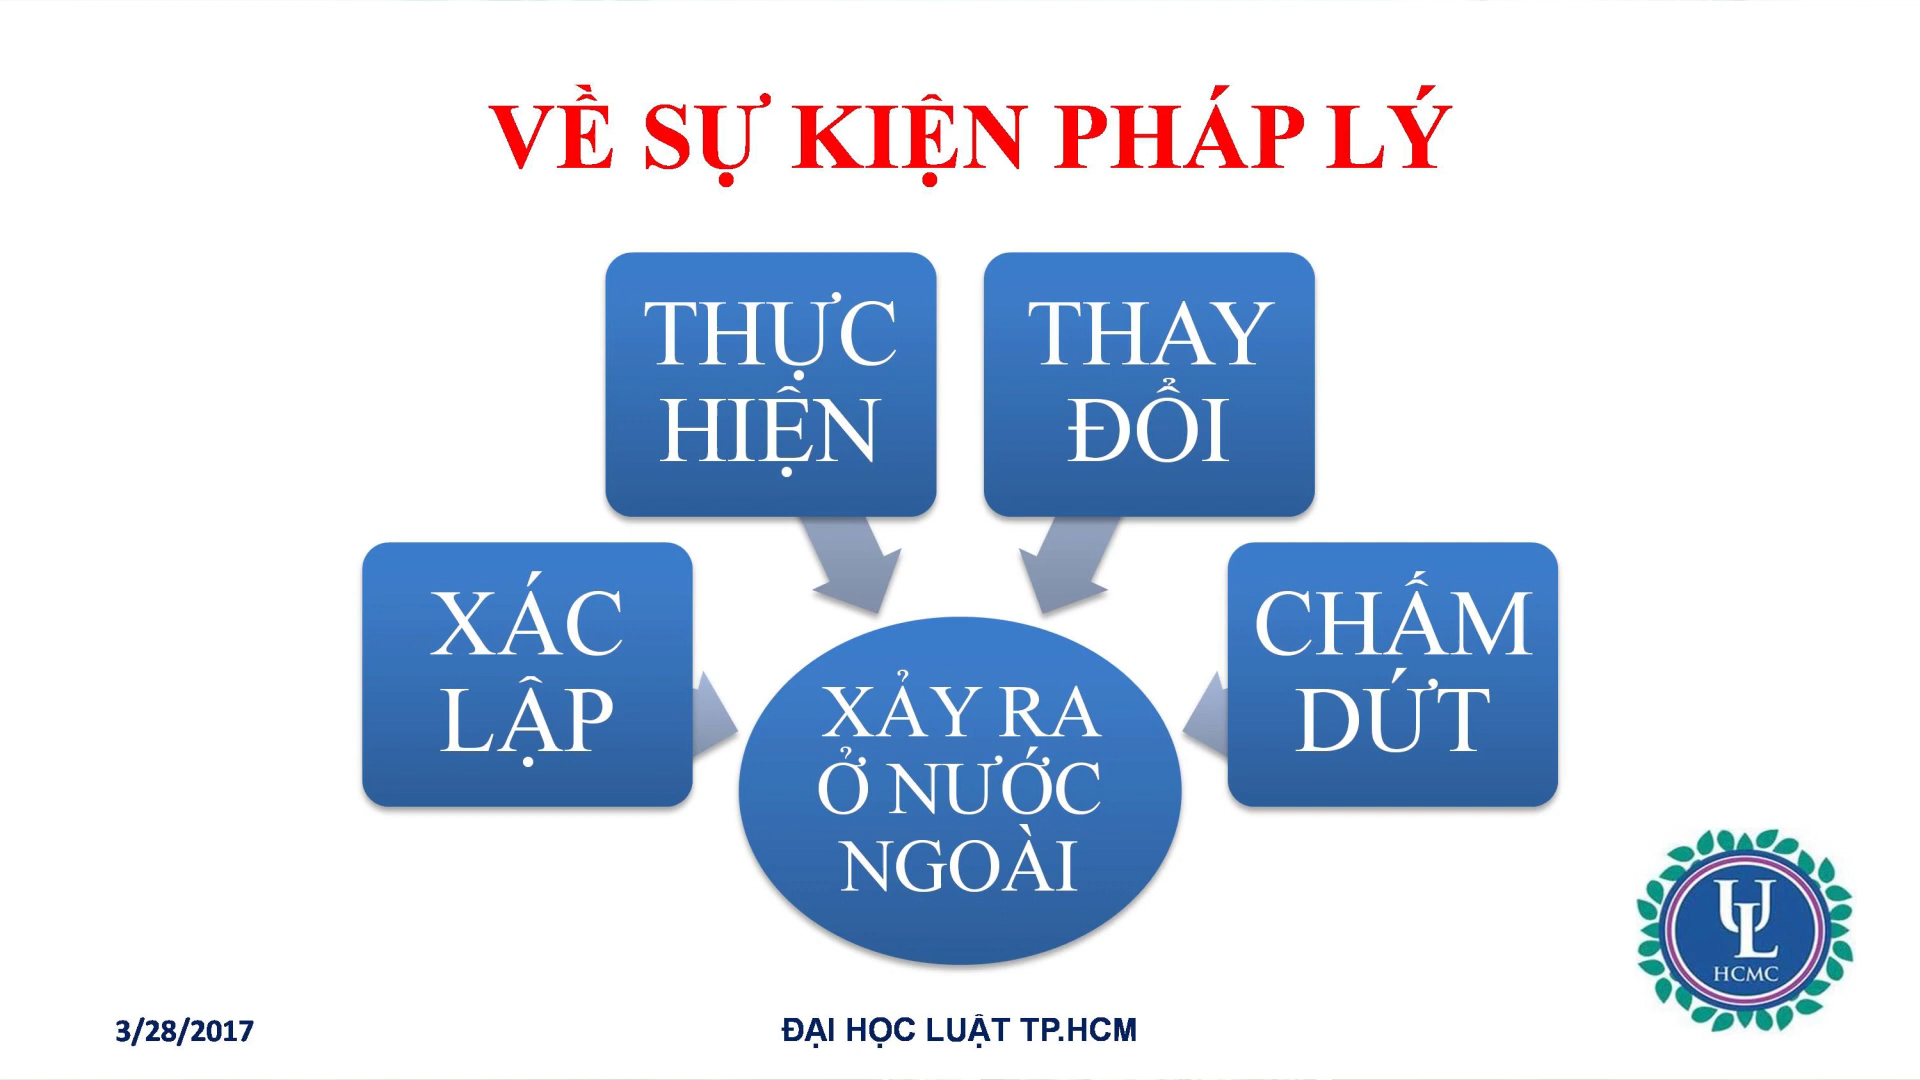 VỀ SỰ KIỆN PHÁP LÝ
THỰC
HIỆN
THAY
ĐỔI
XÁC
LẬP
CHẤM
DỨT
XẢY RA
Ở NƯỚC
NGOÀI
UL
HCMC
3/28/2017
ĐẠI HỌC LUẬT TP.HCM